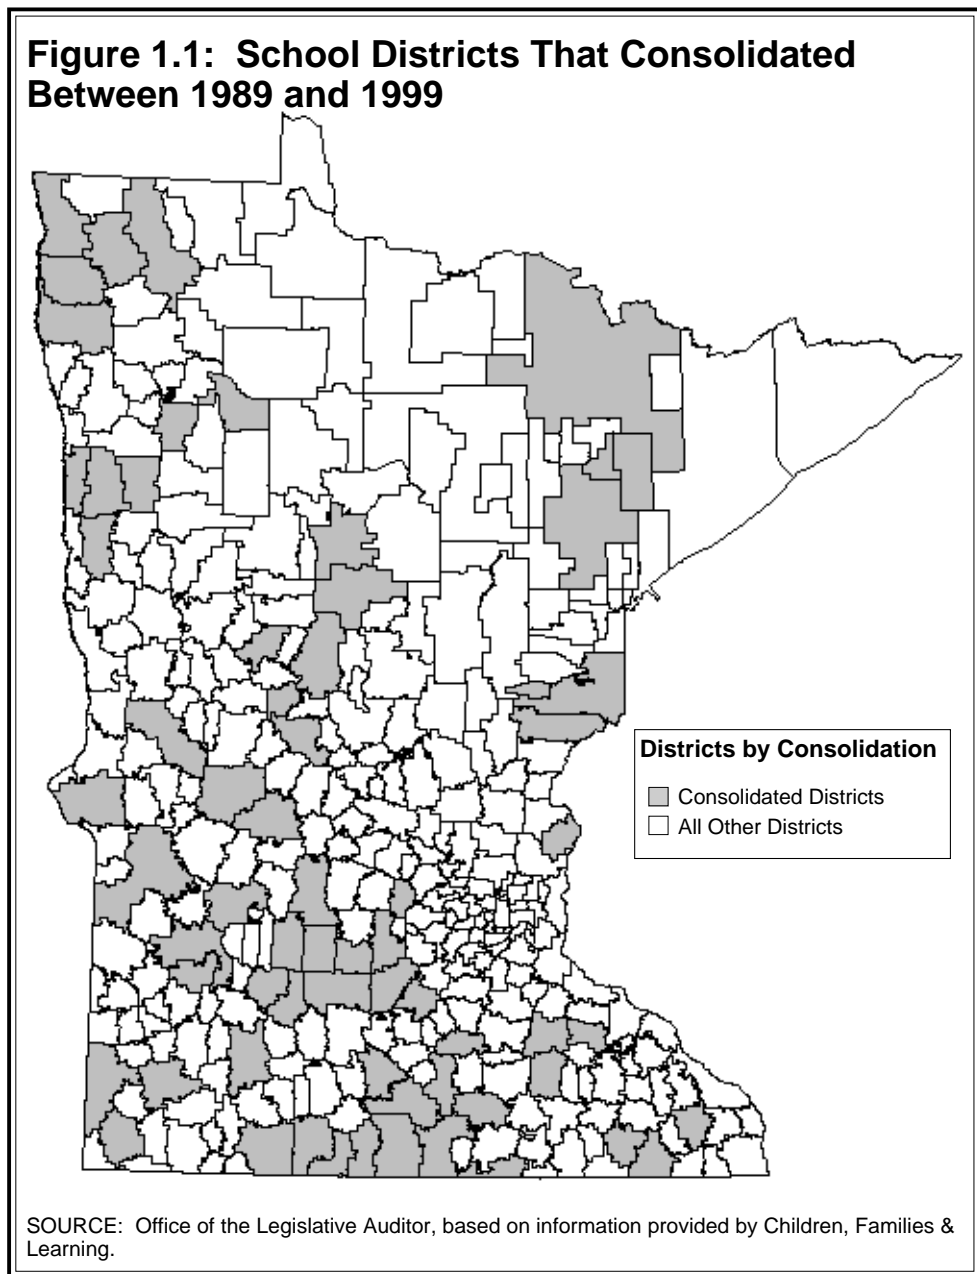 Figure 1.1:  School Districts That Consolidated
Between 1989 and 1999
Districts by Consolidation
Consolidated Districts
All Other Districts
SOURCE:  Office of the Legislative Auditor, based on information provided by Children, Families &
Learning.